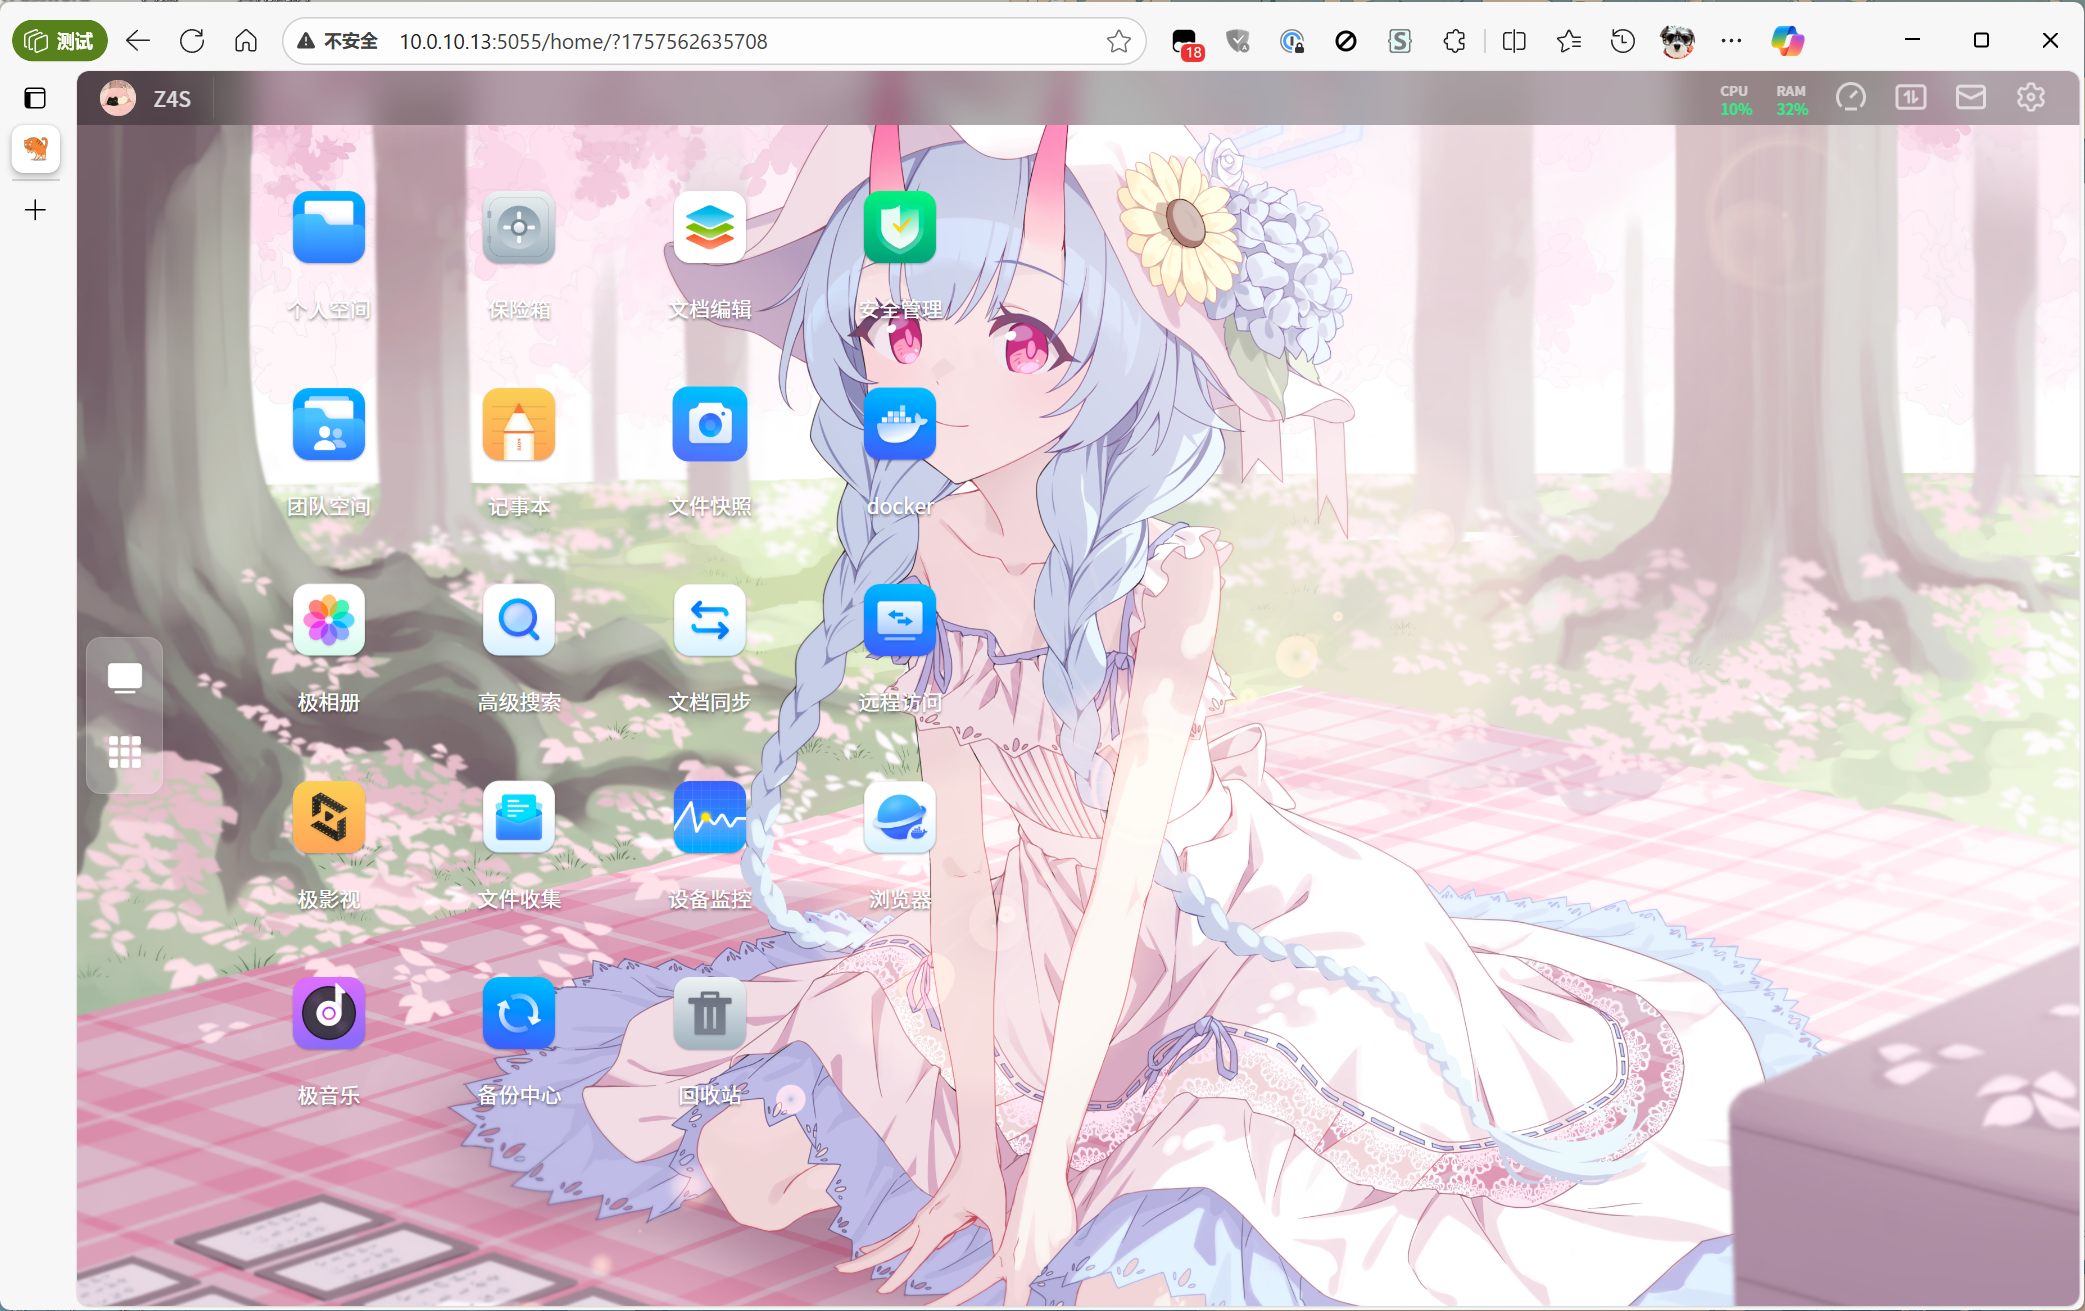 测试
不安全 10.0.10.13:5055/home/?1757562635708
18
Z4S
CPU 10%
RAM 32%
个人空间 保险箱 文档编辑 安全管理
团队空间 记事本 文件快照 docker
极相册 高级搜索 文档同步 远程访问
极影视 文件收集 设备监控 浏览器
极音乐 备份中心 回收站